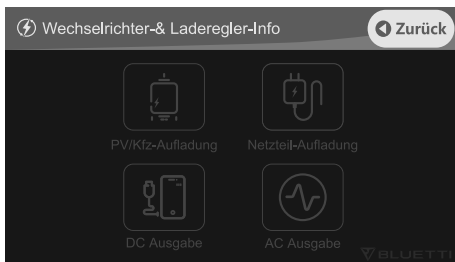 Wechselrichter-& Laderegler-Info
Zurück
PV/Kfz-Aufladung
Netzteil-Aufladung
DC Ausgabe
AC Ausgabe
BLUETTI